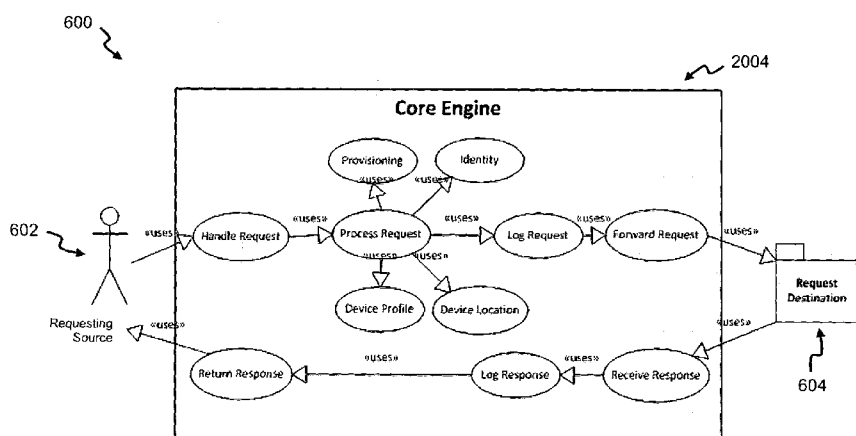 600
2004
Core Engine
Provisioning
Identity
«uses»
«uses»
602
«uses»
Handle Request
«uses»
Process Request
«uses»
Log Request
«uses»
Forward Request
«uses»
«uses»
«uses»
Device Profile
Device Location
Request
Destination
Requesting
Source
«uses»
«uses»
Return Response
«uses»
Log Response
«uses»
Receive Response
604